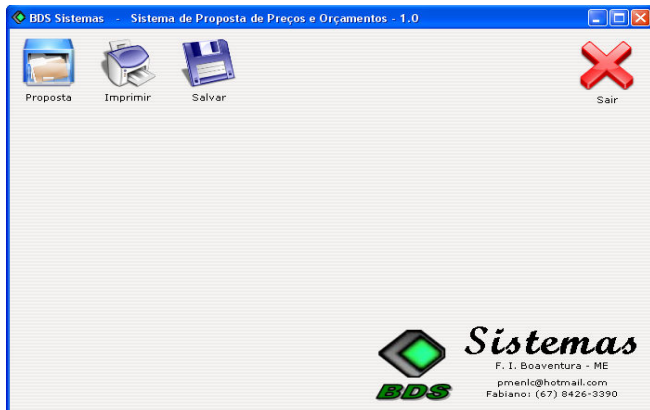 BDS Sistemas - Sistema de Proposta de Preços e Orçamentos - 1.0
Proposta Imprimir Salvar Sair
Sistemas
F. I. Boaventura - ME
BDS
pmenlc@hotmail.com
Fabiano: (67) 8426-3390